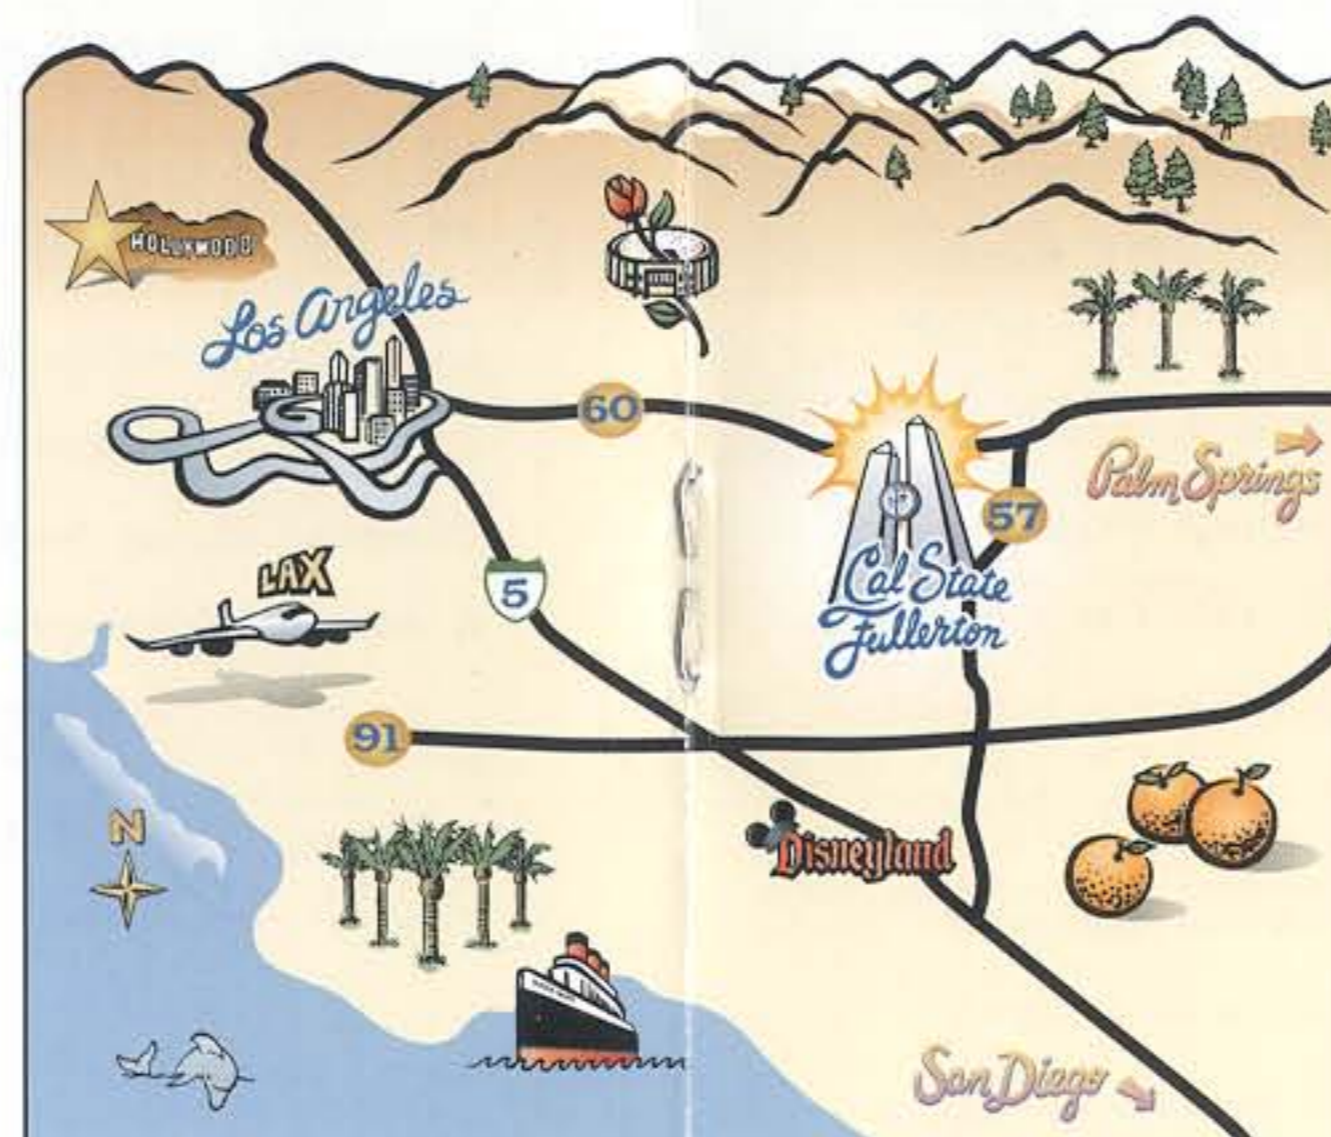 HOLLYWOOD
Los Angeles
60
Palm Springs
57
LAX
5
Cal State
Fullerton
91
N
Disneyland
San Diego